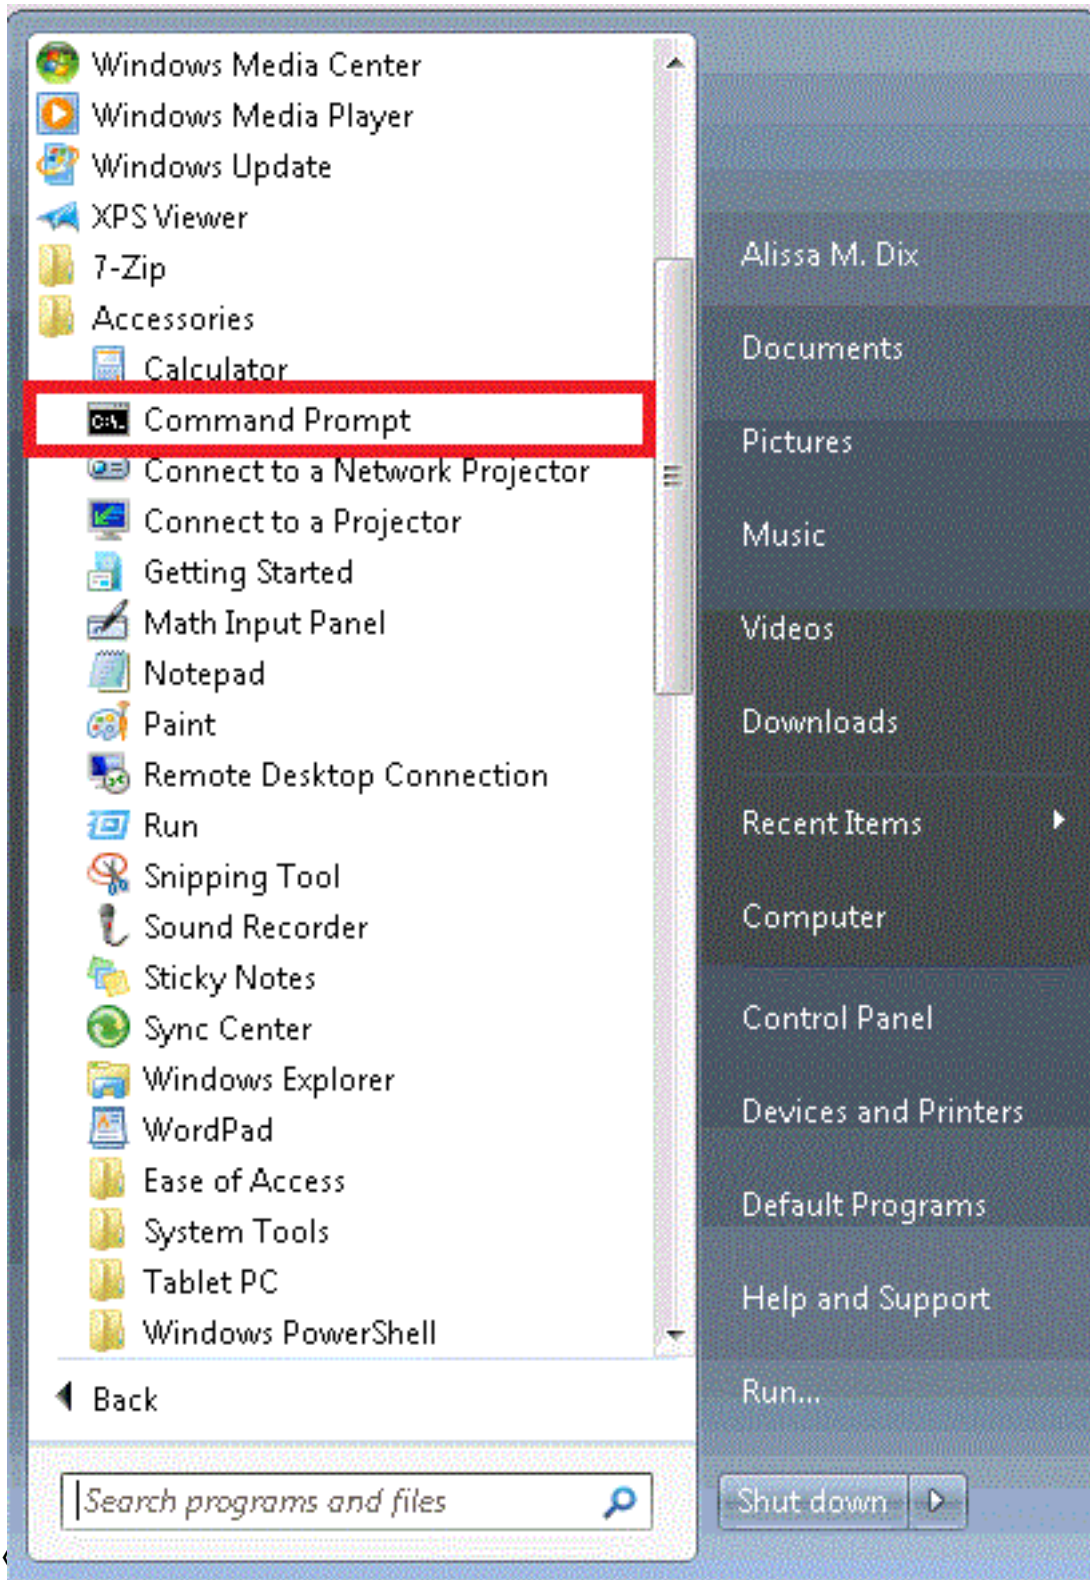 Windows Media Center
Windows Media Player
Windows Update
XPS Viewer
7-Zip
Accessories
Calculator
C:\.
Command Prompt
Connect to a Network Projector
Connect to a Projector
Getting Started
Math Input Panel
Notepad
Paint
Remote Desktop Connection
Run
Snipping Tool
Sound Recorder
Sticky Notes
Sync Center
Windows Explorer
WordPad
Ease of Access
System Tools
Tablet PC
Windows PowerShell
Back
Search programs and files
Alissa M. Dix
Documents
Pictures
Music
Videos
Downloads
Recent Items
Computer
Control Panel
Devices and Printers
Default Programs
Help and Support
Run...
Shut down